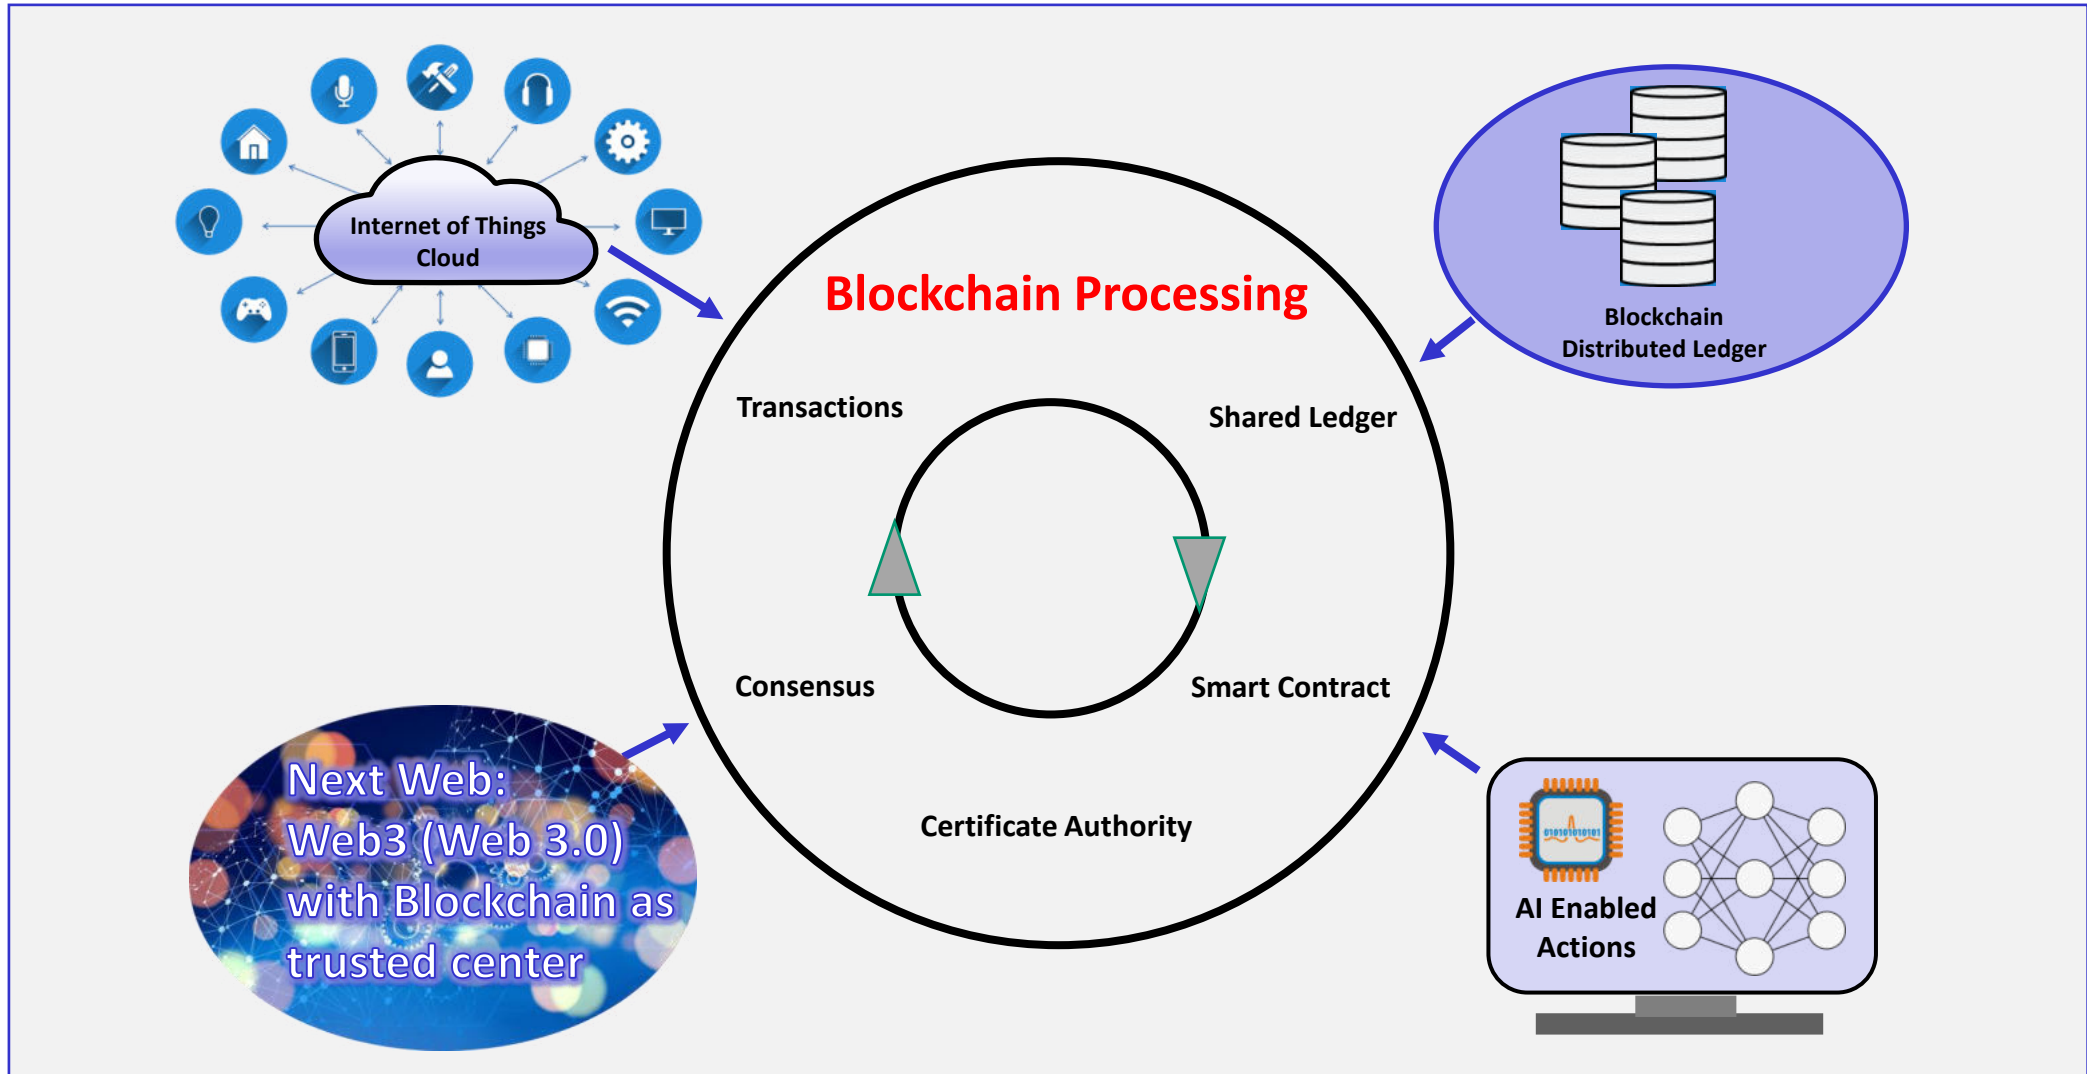 Internet of Things
Cloud
Blockchain Processing
Blockchain
Distributed Ledger
Transactions
Shared Ledger
Consensus
Smart Contract
Certificate Authority
Next Web:
Web3 (Web 3.0)
with Blockchain as
trusted center
010101010101
AI Enabled
Actions